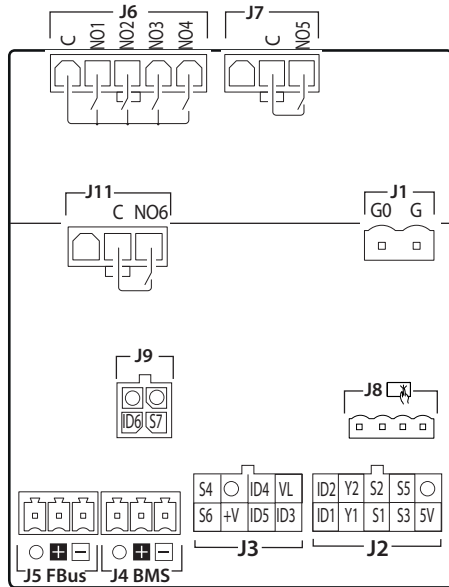 J6 J7
C NO1 NO2 NO3 NO4 C NO5
J11 J1
C NO6 G0 G
J9 J8
ID6 S7
S4 ID4 VL ID2 Y2 S2 S5
S6 +V ID5 ID3 ID1 Y1 S1 S3 5V
J3 J2
+ − + −
J5 FBus J4 BMS